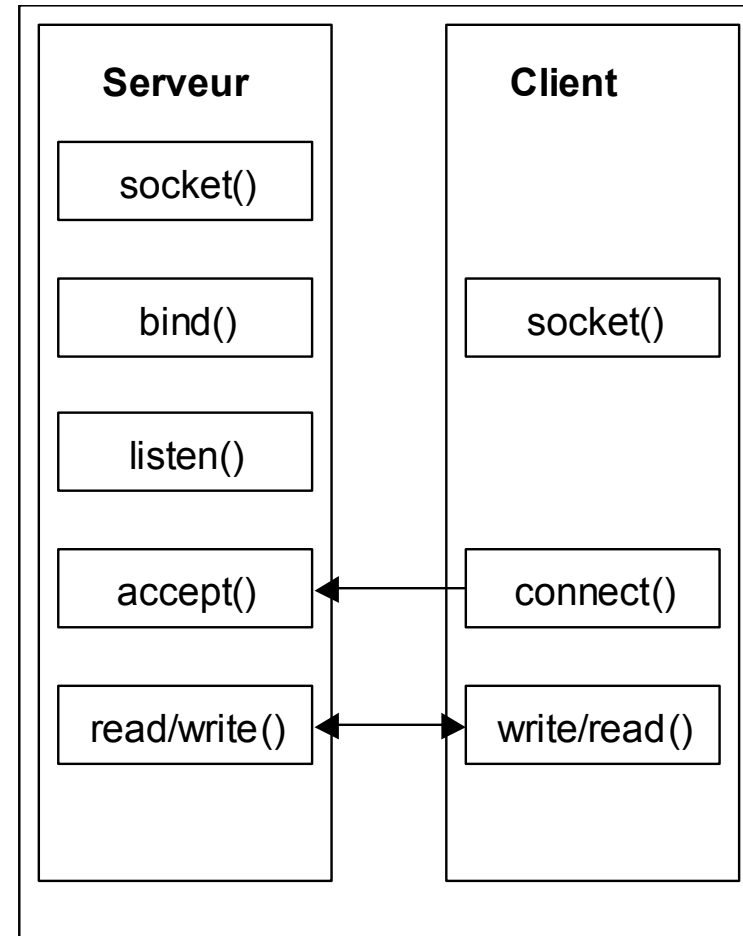 Serveur
socket()
bind()
listen()
accept()
read/write()
Client
socket()
connect()
write/read()